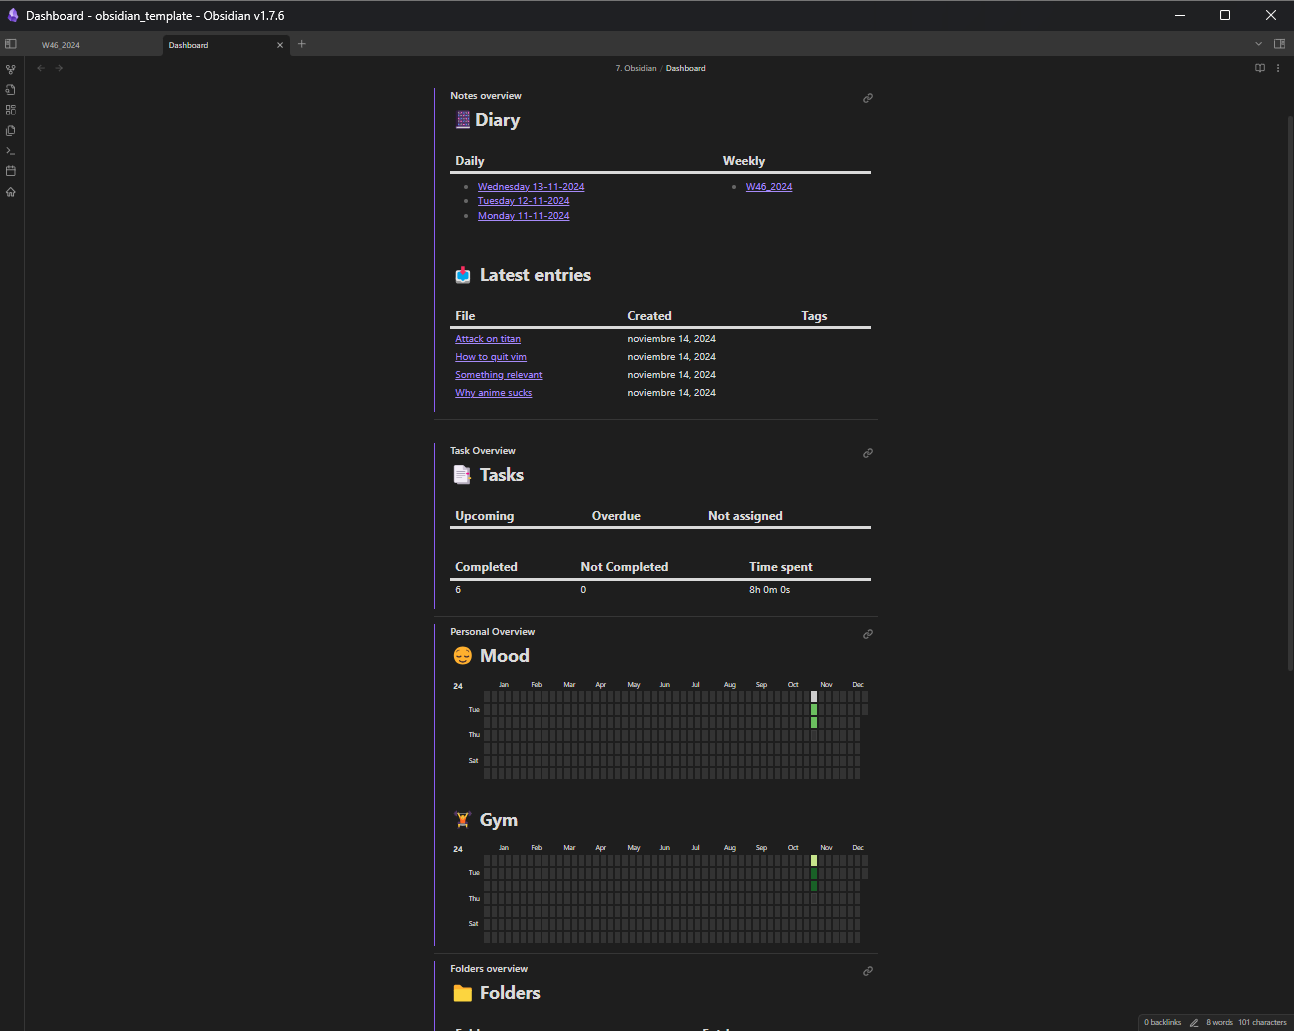 Dashboard - obsidian_template - Obsidian v1.7.6
W46_2024
Dashboard
7. Obsidian / Dashboard
Notes overview
Diary
Daily Weekly
Wednesday 13-11-2024 W46_2024
Tuesday 12-11-2024
Monday 11-11-2024
Latest entries
File Created Tags
Attack on titan noviembre 14, 2024
How to quit vim noviembre 14, 2024
Something relevant noviembre 14, 2024
Why anime sucks noviembre 14, 2024
Task Overview
Tasks
Upcoming Overdue Not assigned
Completed Not Completed Time spent
6 0 8h 0m 0s
Personal Overview
Mood
24 Jan Feb Mar Apr May Jun Jul Aug Sep Oct Nov Dec
Tue
Thu
Sat
Gym
24 Jan Feb Mar Apr May Jun Jul Aug Sep Oct Nov Dec
Tue
Thu
Sat
Folders overview
Folders
0 backlinks 8 words 101 characters